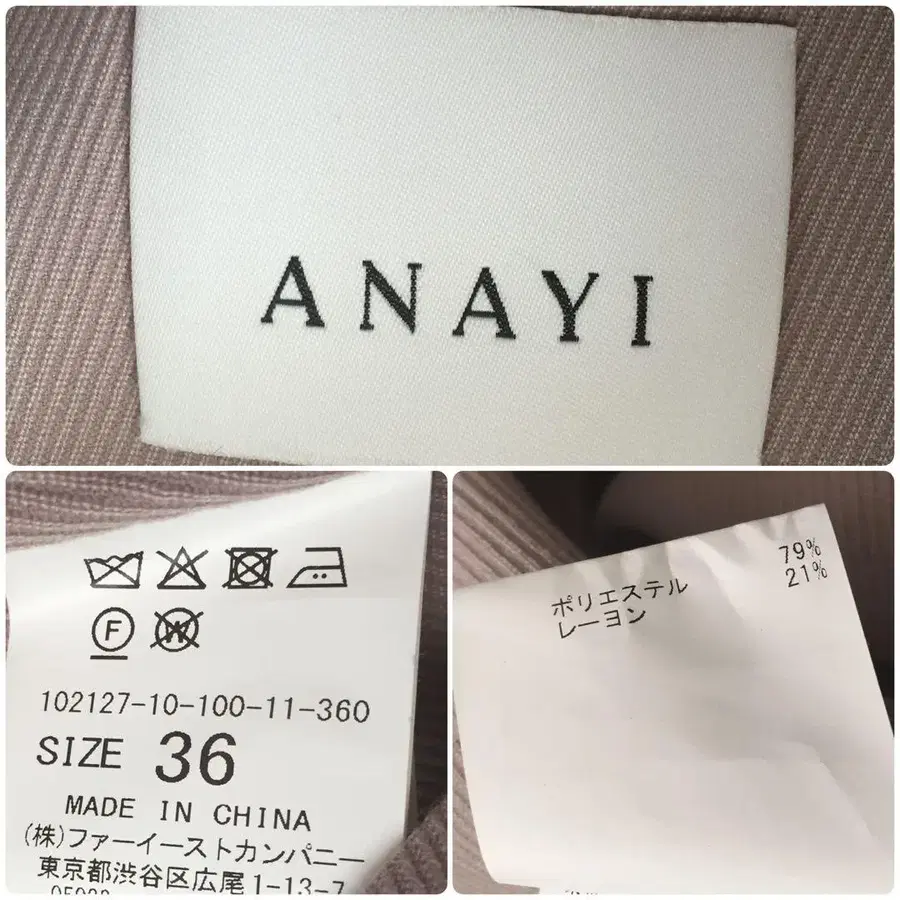 ANAYI
F
W
102127-10-100-11-360
SIZE 36
MADE IN CHINA
(株)ファーイーストカンパニー
東京都渋谷区広尾1-13-7
ポリエステル 79%
レーヨン 21%